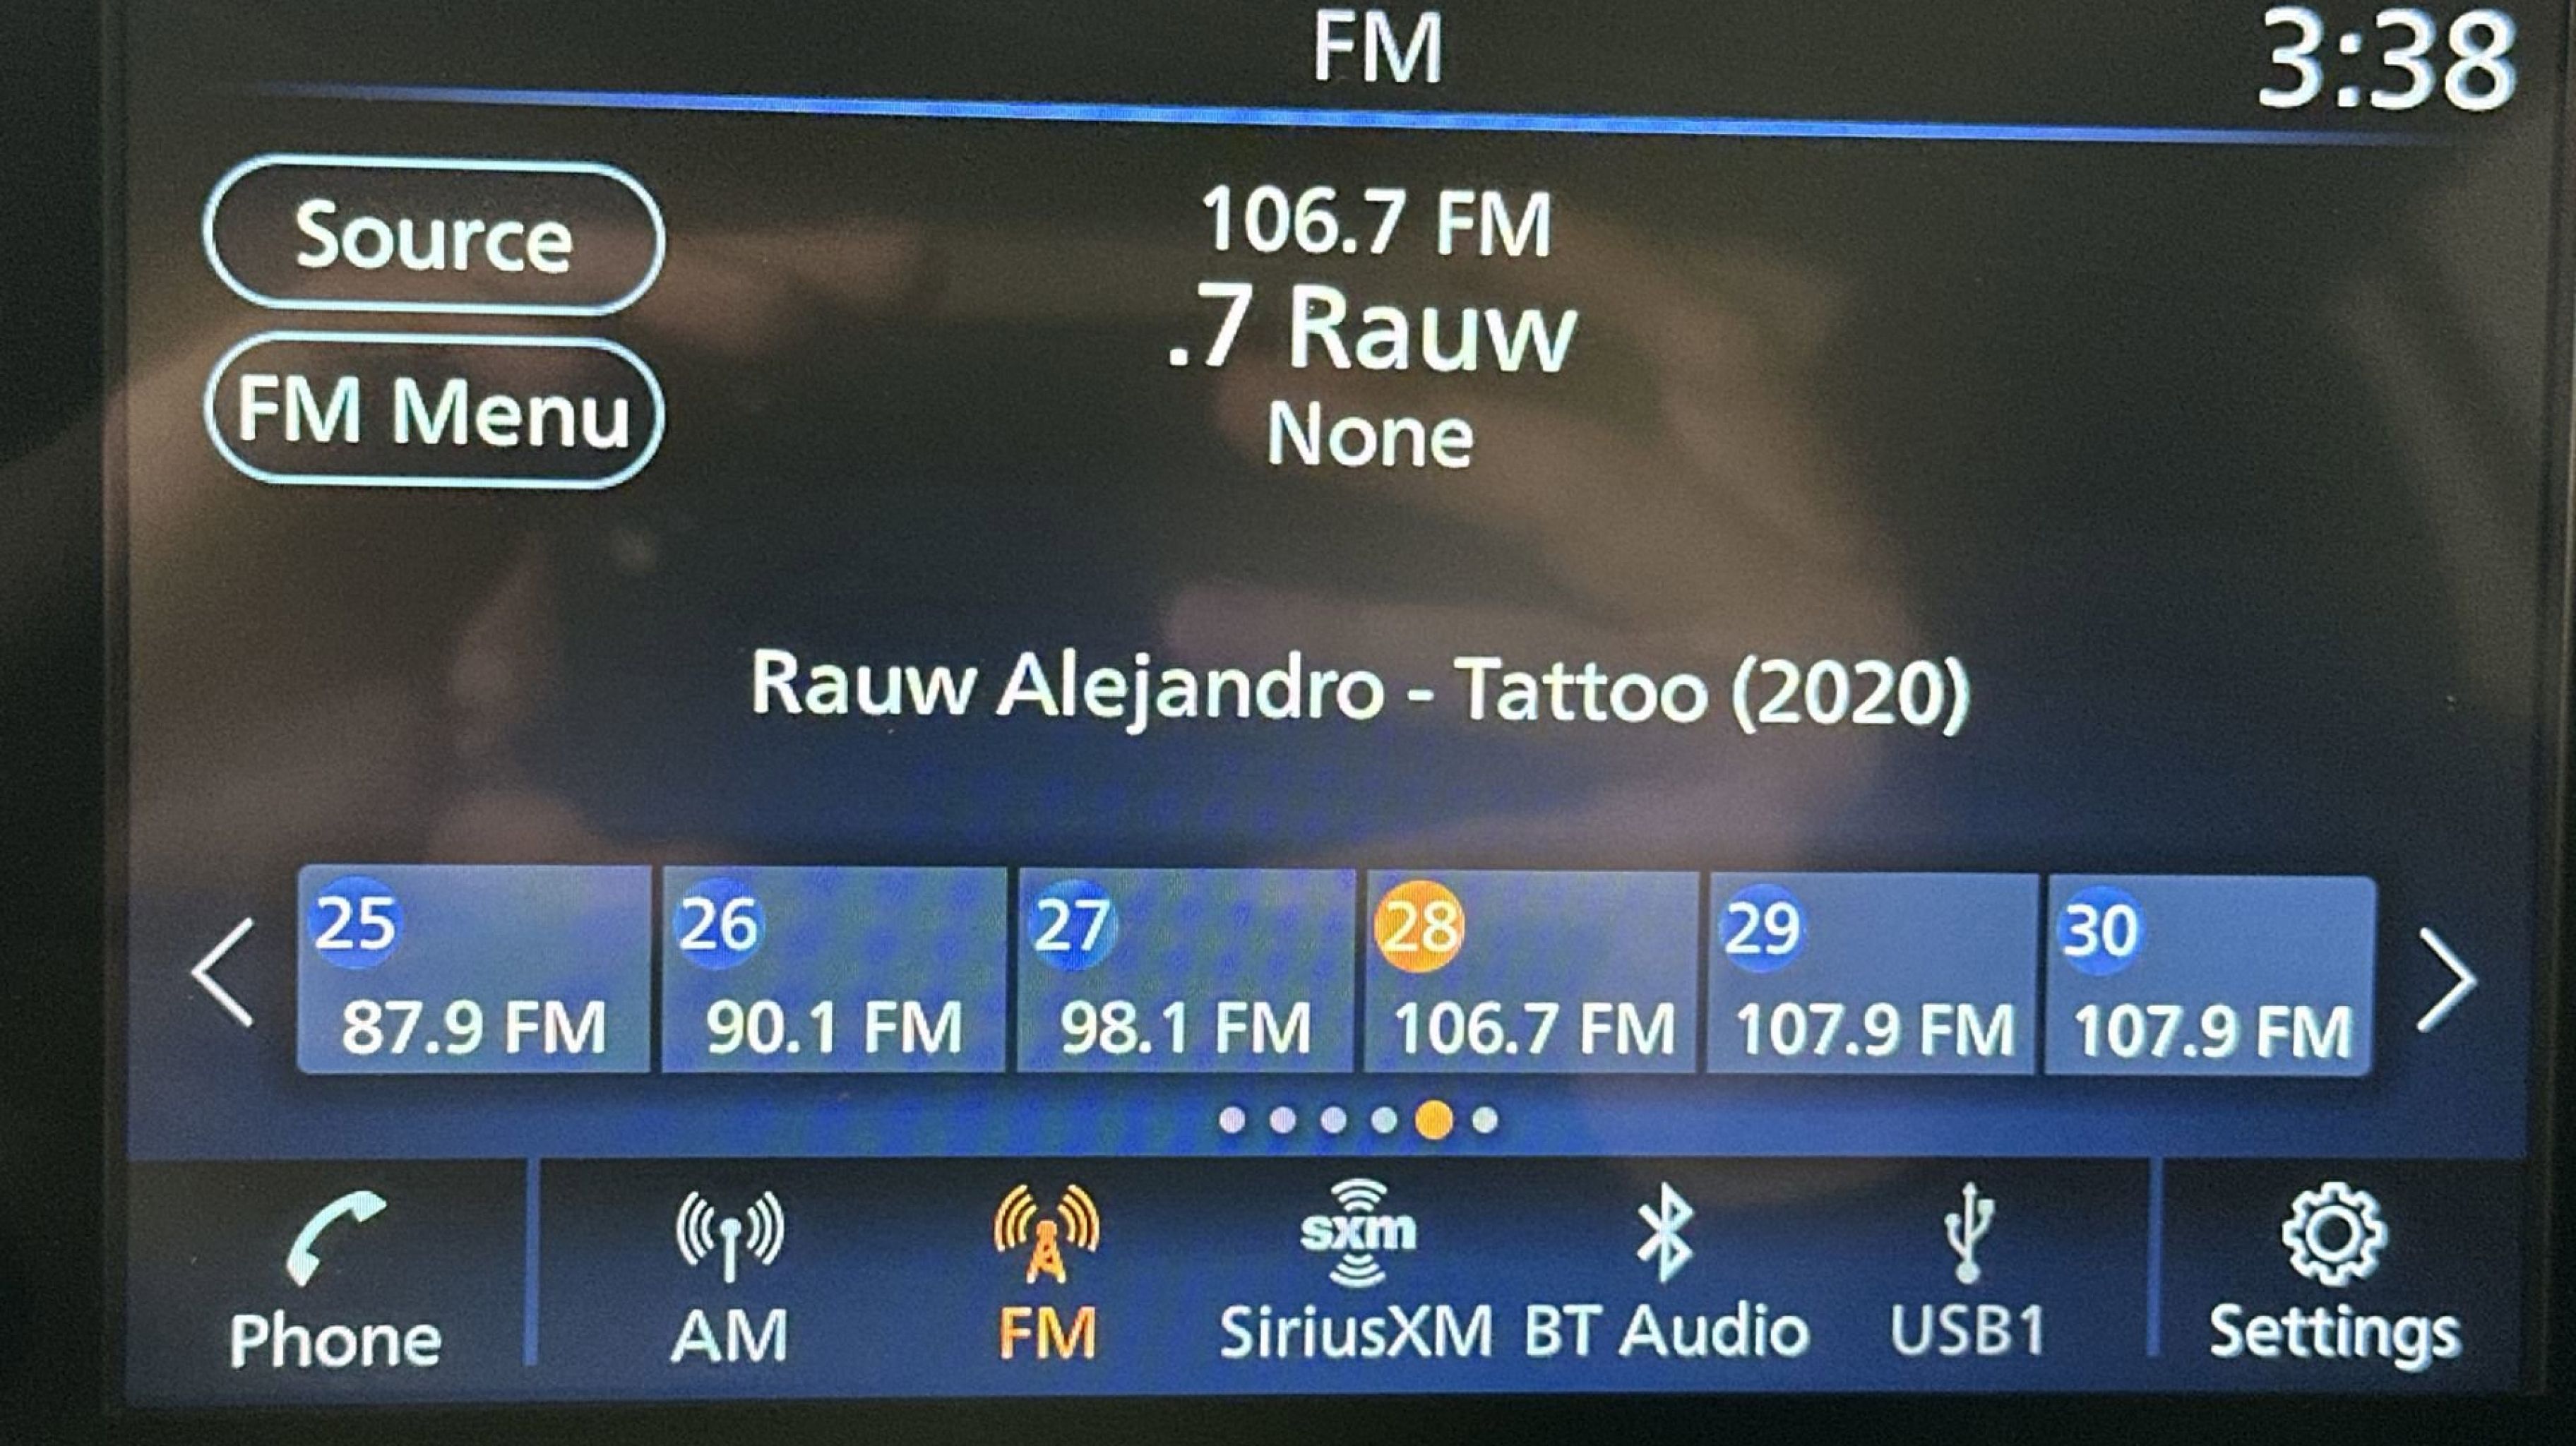 FM
3:38
Source
FM Menu
106.7 FM
.7 Rauw
None
Rauw Alejandro - Tattoo (2020)
25
26
27
28
29
30
87.9 FM
90.1 FM
98.1 FM
106.7 FM
107.9 FM
107.9 FM
sxm
Phone
AM
FM
SiriusXM
BT Audio
USB1
Settings